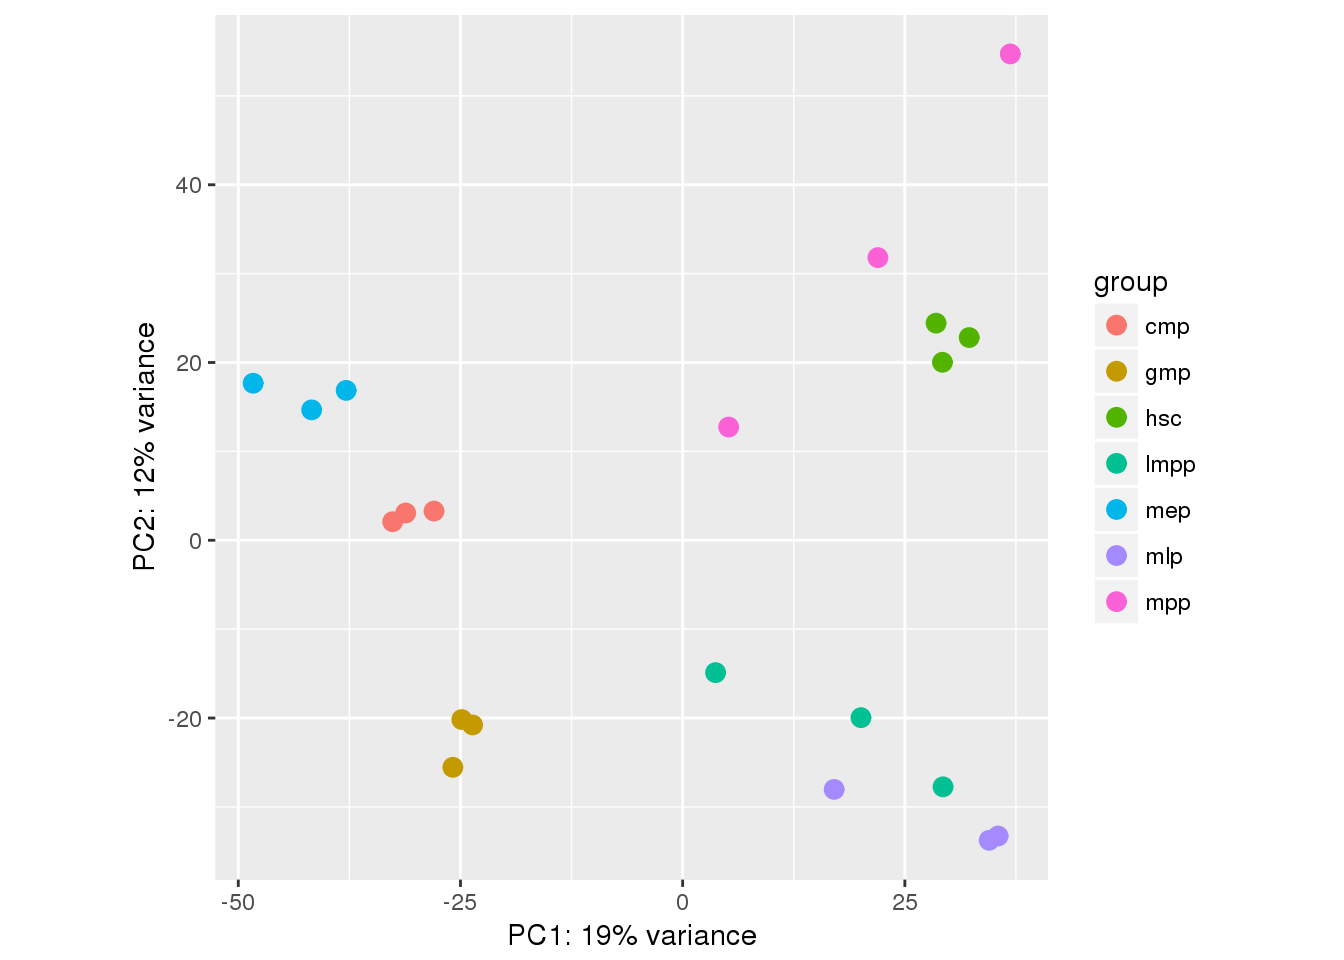 40
20
0
-20
PC2: 12% variance
-50
-25
0
25
PC1: 19% variance
group
cmp
gmp
hsc
lmpp
mep
mlp
mpp